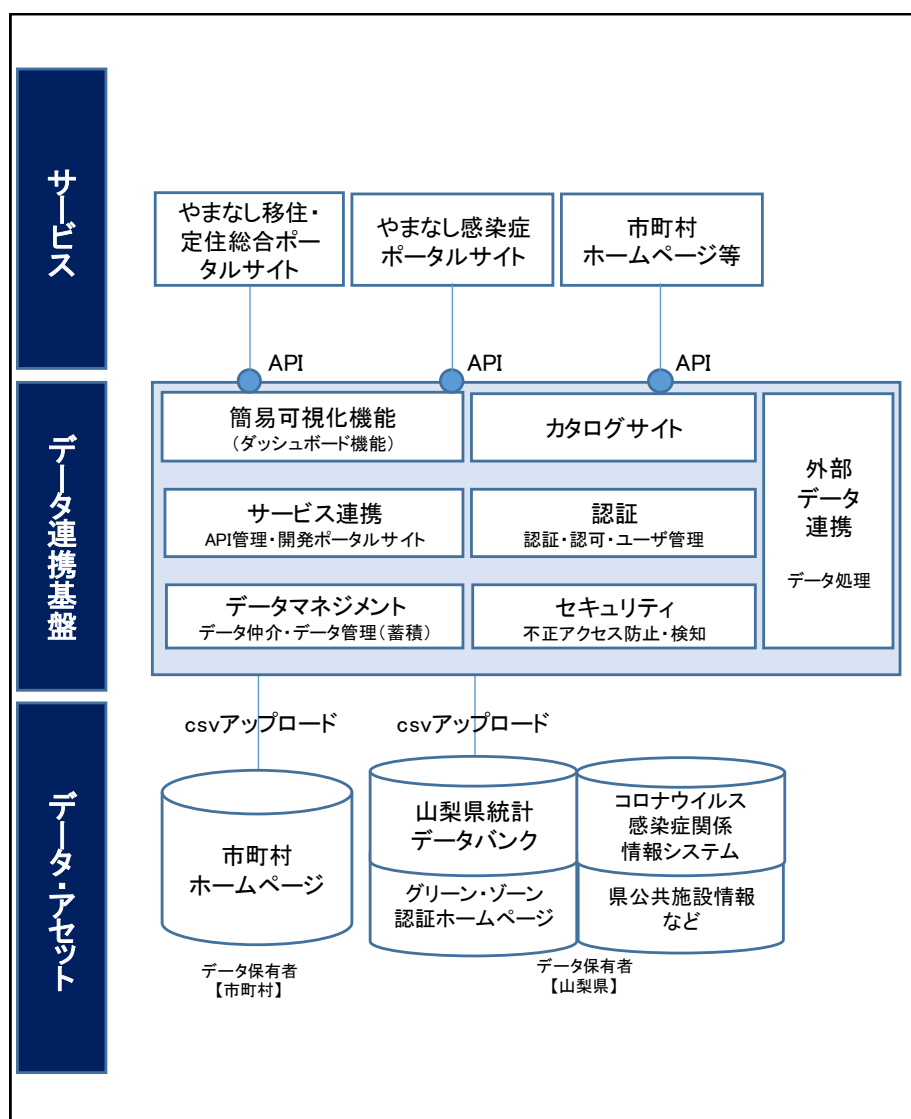 サービス
やまなし移住・
定住総合ポー
タルサイト
やまなし感染症
ポータルサイト
市町村
ホームページ等
API
API
API
データ連携基盤
簡易可視化機能
（ダッシュボード機能）
カタログサイト
外部
データ
連携
データ処理
サービス連携
API管理・開発ポータルサイト
認証
認証・認可・ユーザ管理
データマネジメント
データ仲介・データ管理（蓄積）
セキュリティ
不正アクセス防止・検知
データ・アセット
csvアップロード
csvアップロード
市町村
ホームページ
山梨県統計
データバンク
コロナウイルス
感染症関係
情報システム
グリーン・ゾーン
認証ホームページ
県公共施設情報
など
データ保有者
【市町村】
データ保有者
【山梨県】